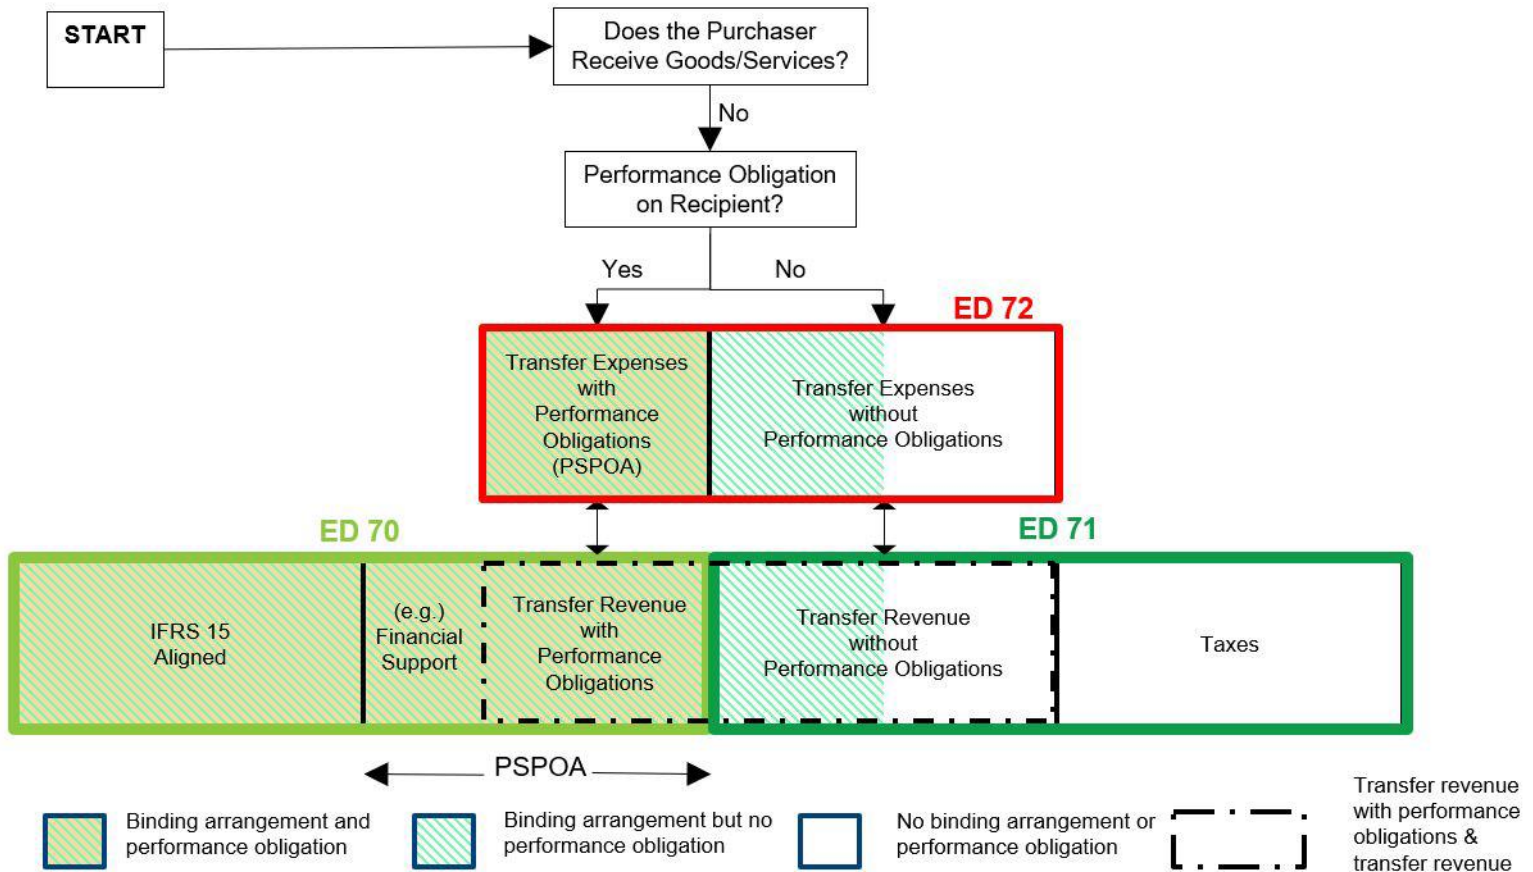 START
Does the Purchaser
Receive Goods/Services?
No
Performance Obligation
on Recipient?
Yes
No
ED 72
Transfer Expenses
with
Performance
Obligations
(PSPOA)
Transfer Expenses
without
Performance Obligations
ED 70
ED 71
IFRS 15
Aligned
(e.g.)
Financial
Support
Transfer Revenue
with
Performance
Obligations
Transfer Revenue
without
Performance Obligations
Taxes
PSPOA
Binding arrangement and
performance obligation
Binding arrangement but no
performance obligation
No binding arrangement or
performance obligation
Transfer revenue
with performance
obligations &
transfer revenue